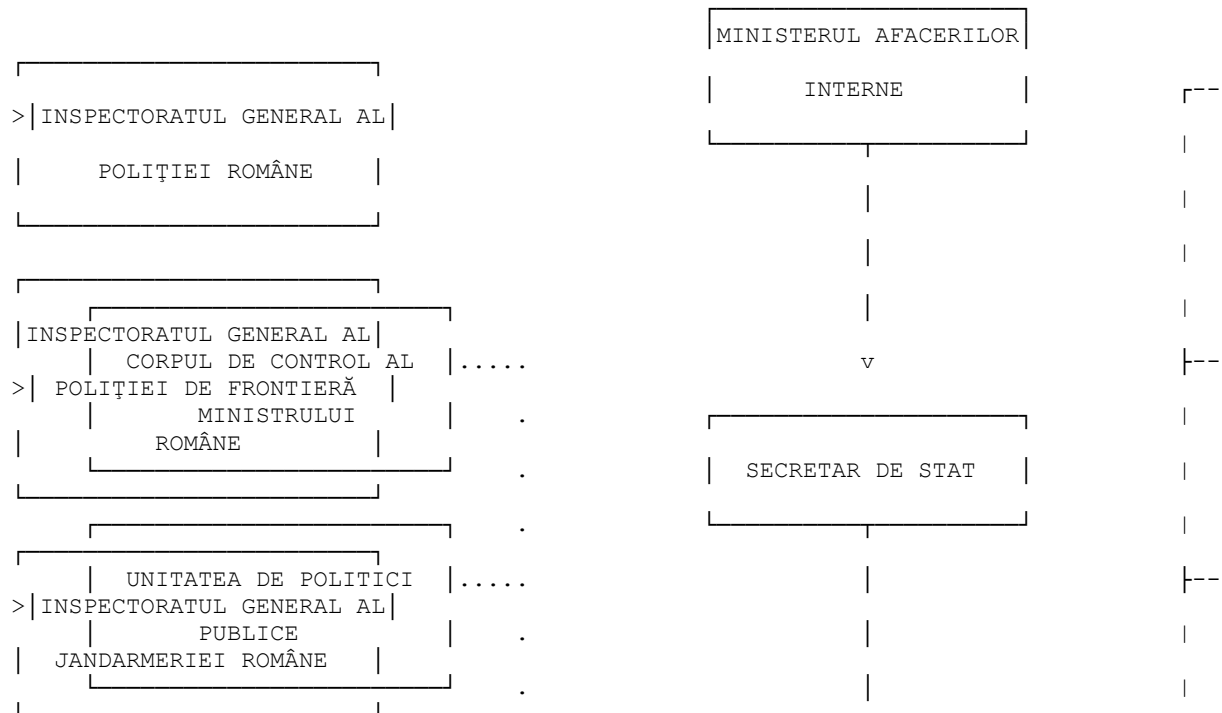 MINISTERUL AFACERILOR
INTERNE
>INSPECTORATUL GENERAL AL
POLIŢIEI ROMÂNE
INSPECTORATUL GENERAL AL
CORPUL DE CONTROL AL .....
v
> POLIŢIEI DE FRONTIERĂ
MINISTRULUI
ROMÂNE
SECRETAR DE STAT
UNITATEA DE POLITICI .....
>INSPECTORATUL GENERAL AL
PUBLICE
JANDARMERIEI ROMÂNE